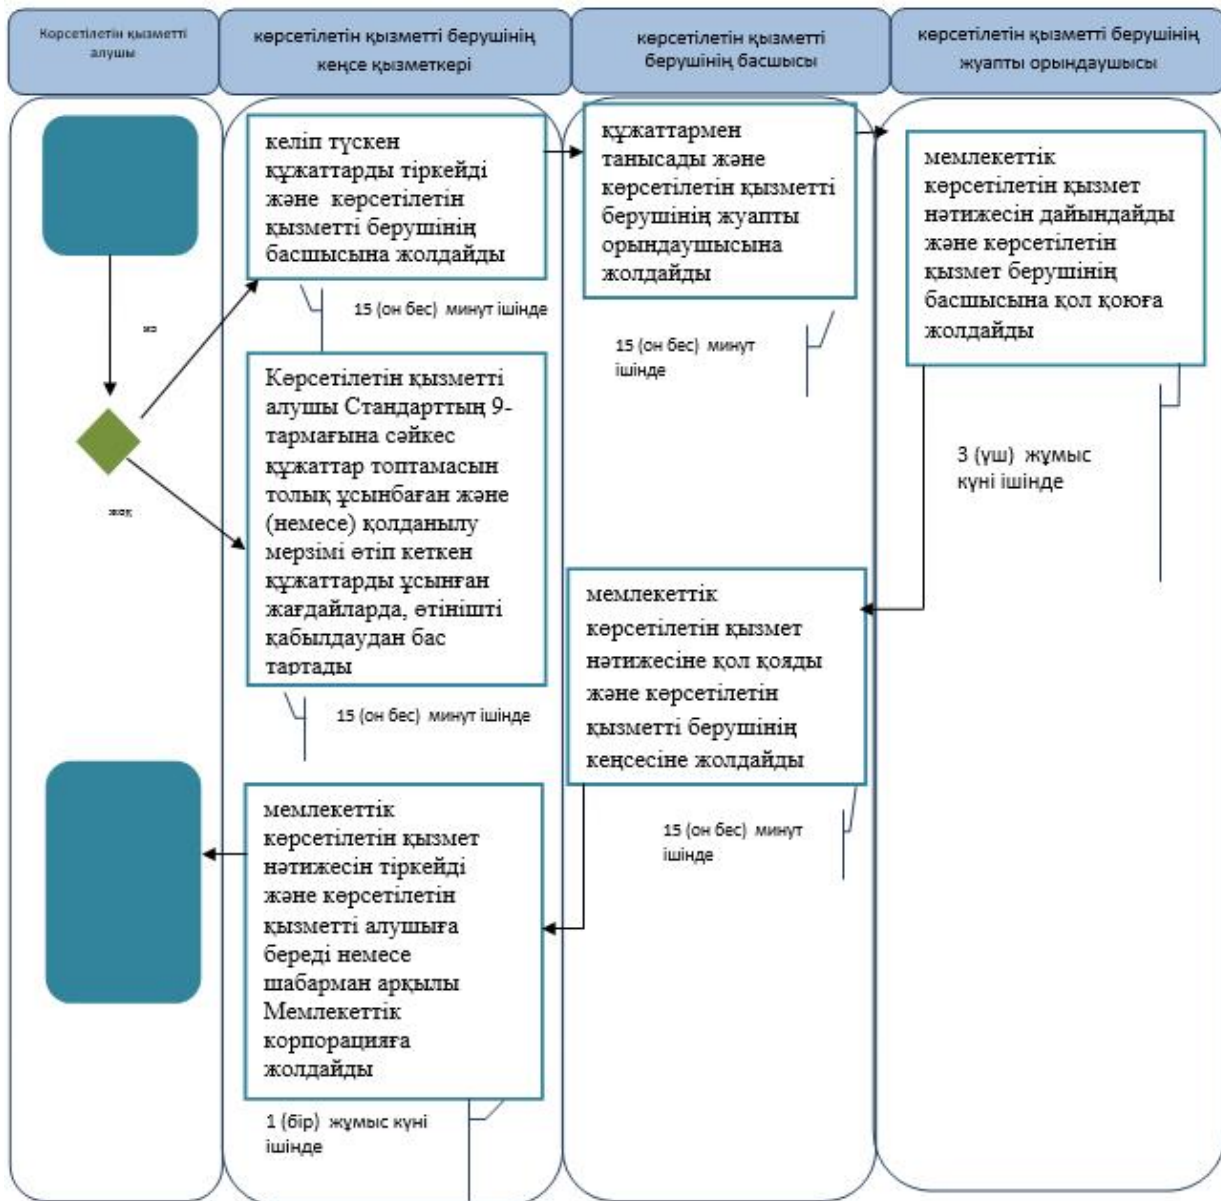 Көрсетілетін қызметті
алушы
көрсетілетін қызметті берушінің
кеңсе қызметкері
көрсетілетін қызметті
берушінің басшысы
көрсетілетін қызметті берушінің
жуапты орындаушысы
келіп түскен
құжаттарды тіркейді
және көрсетілетін
қызметті берушінің
басшысына жолдайды
15 (он бес) минут ішінде
құжаттармен
танысады және
көрсетілетін қызметті
берушінің жуапты
орындаушысына
жолдайды
15 (он бес) минут
ішінде
мемлекеттік
көрсетілетін қызмет
нәтижесін дайындайды
және көрсетілетін
қызмет берушінің
басшысына қол қоюға
жолдайды
3 (үш) жұмыс
күні ішінде
иә
жоқ
Көрсетілетін қызметті
алушы Стандарттың 9-
тармағына сәйкес
құжаттар топтамасын
толық ұсынбаған және
(немесе) қолданылу
мерзімі өтіп кеткен
құжаттарды ұсынған
жағдайларда, өтінішті
қабылдаудан бас
тартады
15 (он бес) минут ішінде
мемлекеттік
көрсетілетін қызмет
нәтижесіне қол қояды
және көрсетілетін
қызметті берушінің
кеңсесіне жолдайды
15 (он бес) минут
ішінде
мемлекеттік
көрсетілетін қызмет
нәтижесін тіркейді
және көрсетілетін
қызметті алушыға
береді немесе
шабарман арқылы
Мемлекеттік
корпорацияға
жолдайды
1 (бір) жұмыс күні
ішінде